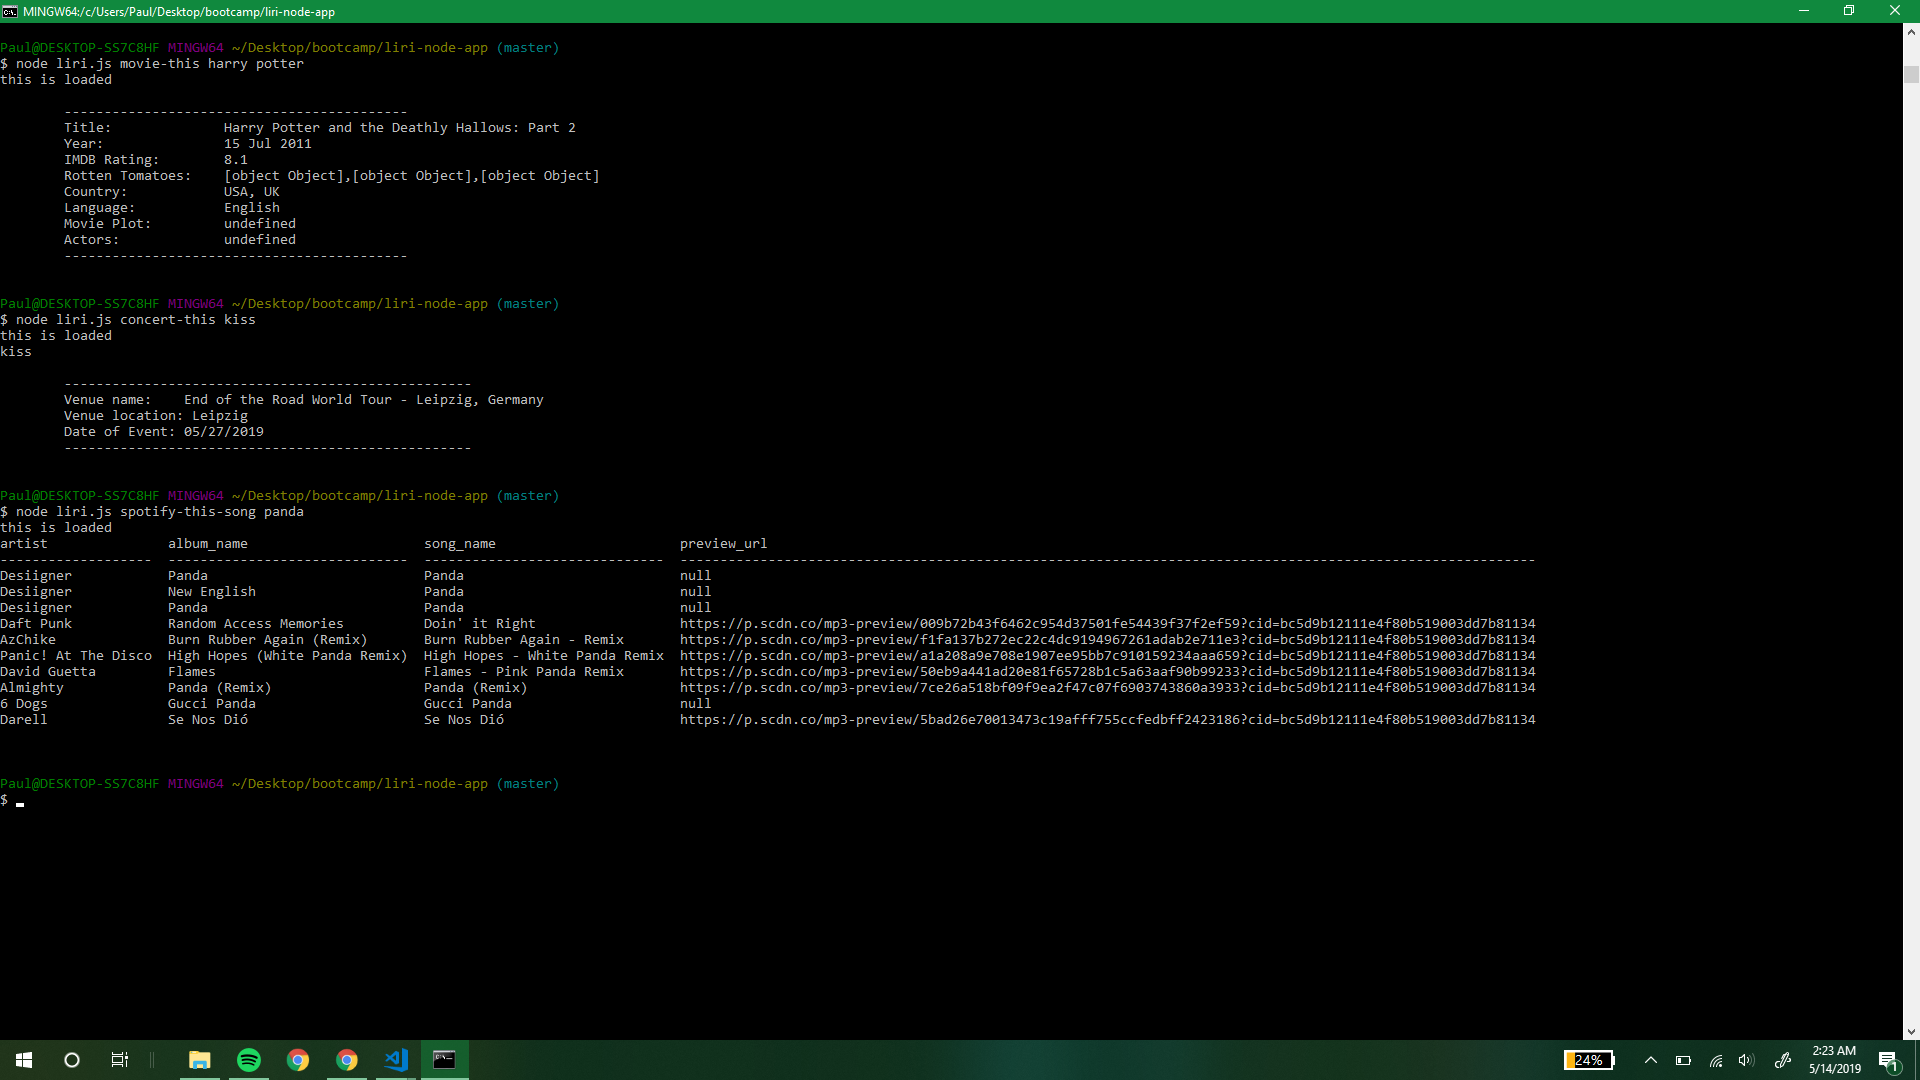 MINGW64:/c/Users/Paul/Desktop/bootcamp/liri-node-app
Paul@DESKTOP-SS7C8HF MINGW64 ~/Desktop/bootcamp/liri-node-app (master)
$ node liri.js movie-this harry potter
this is loaded
-------------------------------------------
Title: Harry Potter and the Deathly Hallows: Part 2
Year: 15 Jul 2011
IMDB Rating: 8.1
Rotten Tomatoes: [object Object],[object Object],[object Object]
Country: USA, UK
Language: English
Movie Plot: undefined
Actors: undefined
-------------------------------------------
Paul@DESKTOP-SS7C8HF MINGW64 ~/Desktop/bootcamp/liri-node-app (master)
$ node liri.js concert-this kiss
this is loaded
kiss
---------------------------------------------------
Venue name: End of the Road World Tour - Leipzig, Germany
Venue location: Leipzig
Date of Event: 05/27/2019
---------------------------------------------------
Paul@DESKTOP-SS7C8HF MINGW64 ~/Desktop/bootcamp/liri-node-app (master)
$ node liri.js spotify-this-song panda
this is loaded
artist album_name song_name preview_url
------------------- ------------------------------ ------------------------------ -----------------------------------------------------------------------------------------------------------
Desiigner Panda Panda null
Desiigner New English Panda null
Desiigner Panda Panda null
Daft Punk Random Access Memories Doin' it Right https://p.scdn.co/mp3-preview/009b72b43f6462c954d37501fe54439f37f2ef59?cid=bc5d9b12111e4f80b519003dd7b81134
AzChike Burn Rubber Again (Remix) Burn Rubber Again - Remix https://p.scdn.co/mp3-preview/f1fa137b272ec22c4dc9194967261adab2e711e3?cid=bc5d9b12111e4f80b519003dd7b81134
Panic! At The Disco High Hopes (White Panda Remix) High Hopes - White Panda Remix https://p.scdn.co/mp3-preview/a1a208a9e708e1907ee95bb7c910159234aaa659?cid=bc5d9b12111e4f80b519003dd7b81134
David Guetta Flames Flames - Pink Panda Remix https://p.scdn.co/mp3-preview/50eb9a441ad20e81f65728b1c5a63aaf90b99233?cid=bc5d9b12111e4f80b519003dd7b81134
Almighty Panda (Remix) Panda (Remix) https://p.scdn.co/mp3-preview/7ce26a518bf09f9ea2f47c07f6903743860a3933?cid=bc5d9b12111e4f80b519003dd7b81134
6 Dogs Gucci Panda Gucci Panda null
Darell Se Nos Dió Se Nos Dió https://p.scdn.co/mp3-preview/5bad26e70013473c19afff755ccfedbff2423186?cid=bc5d9b12111e4f80b519003dd7b81134
Paul@DESKTOP-SS7C8HF MINGW64 ~/Desktop/bootcamp/liri-node-app (master)
$
24%
2:23 AM
5/14/2019
1